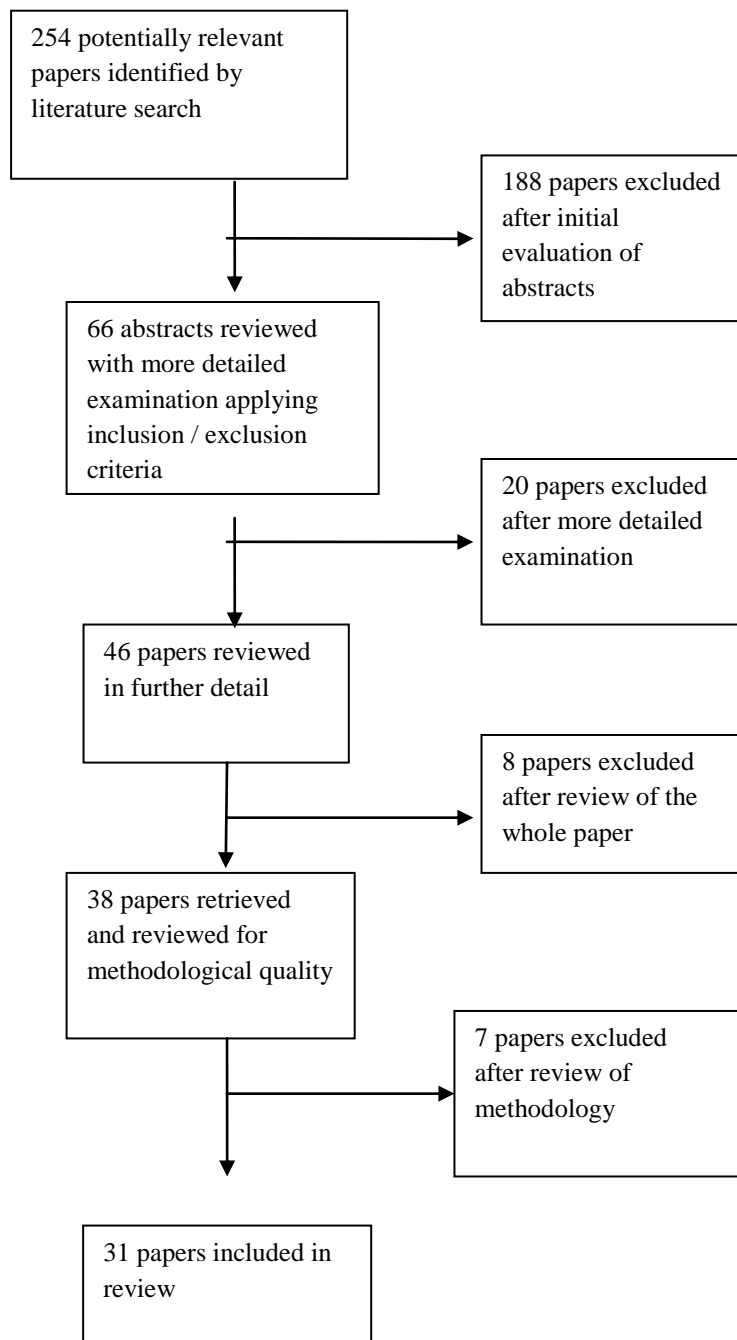 254 potentially relevant
papers identified by
literature search
188 papers excluded
after initial
evaluation of
abstracts
66 abstracts reviewed
with more detailed
examination applying
inclusion / exclusion
criteria
20 papers excluded
after more detailed
examination
46 papers reviewed
in further detail
8 papers excluded
after review of the
whole paper
38 papers retrieved
and reviewed for
methodological quality
7 papers excluded
after review of
methodology
31 papers included in
review